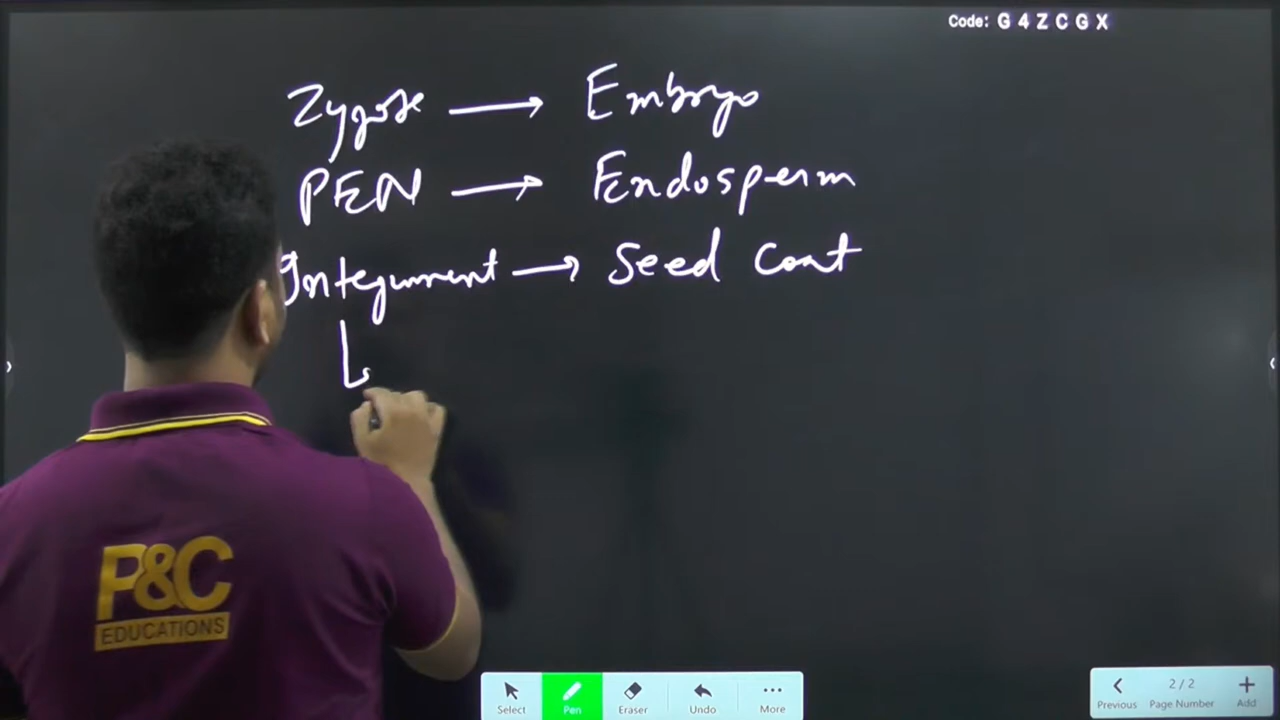 Code: G 4 Z C G X
Zygote → Embryo
PEN → Endosperm
Integument → Seed Coat
P&C
EDUCATIONS
Select
Pen
Eraser
Undo
More
Previous
2/2
Page Number
Add